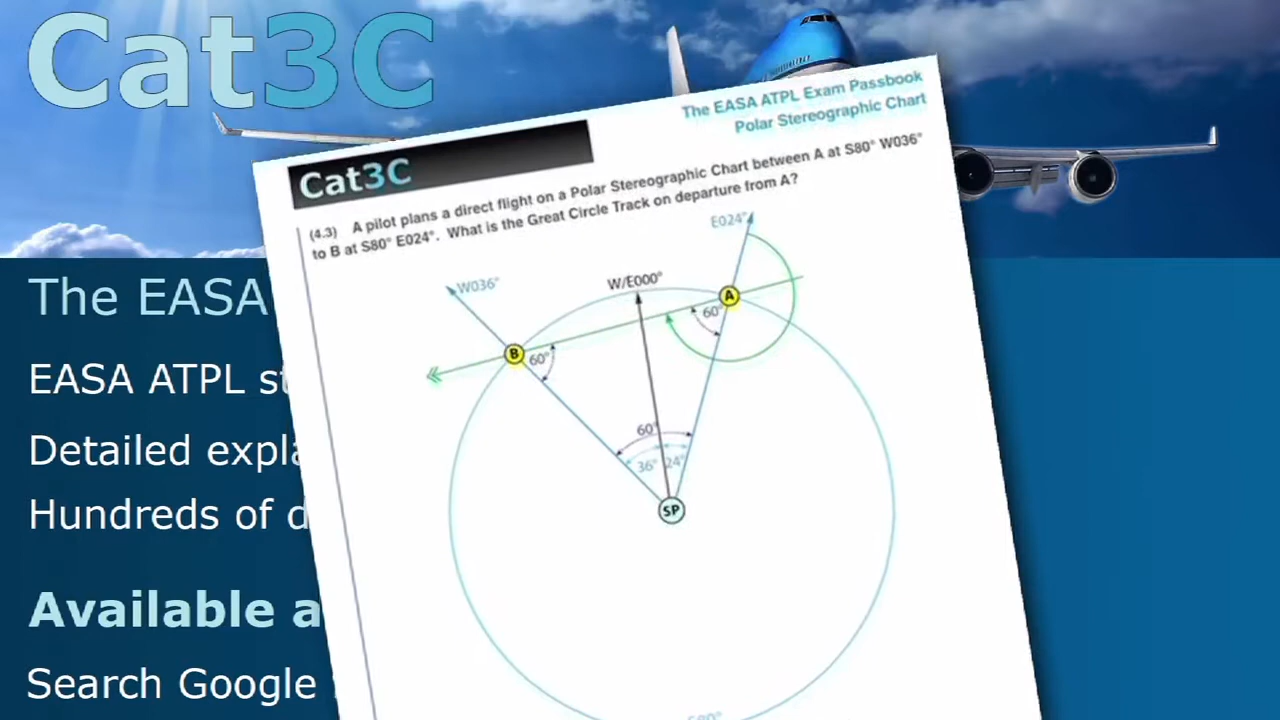 Cat3C
The EASA ATPL Exam Passbook
Polar Stereographic Chart
Cat3C
(4.3) A pilot plans a direct flight on a Polar Stereographic Chart between A at S80° W036°
to B at S80° E024°. What is the Great Circle Track on departure from A?
E024°
W036°
W/E000°
A
60°
B
60°
60°
36° 24°
SP
S80°
The EASA
EASA ATPL st
Detailed expla
Hundreds of d
Available a
Search Google